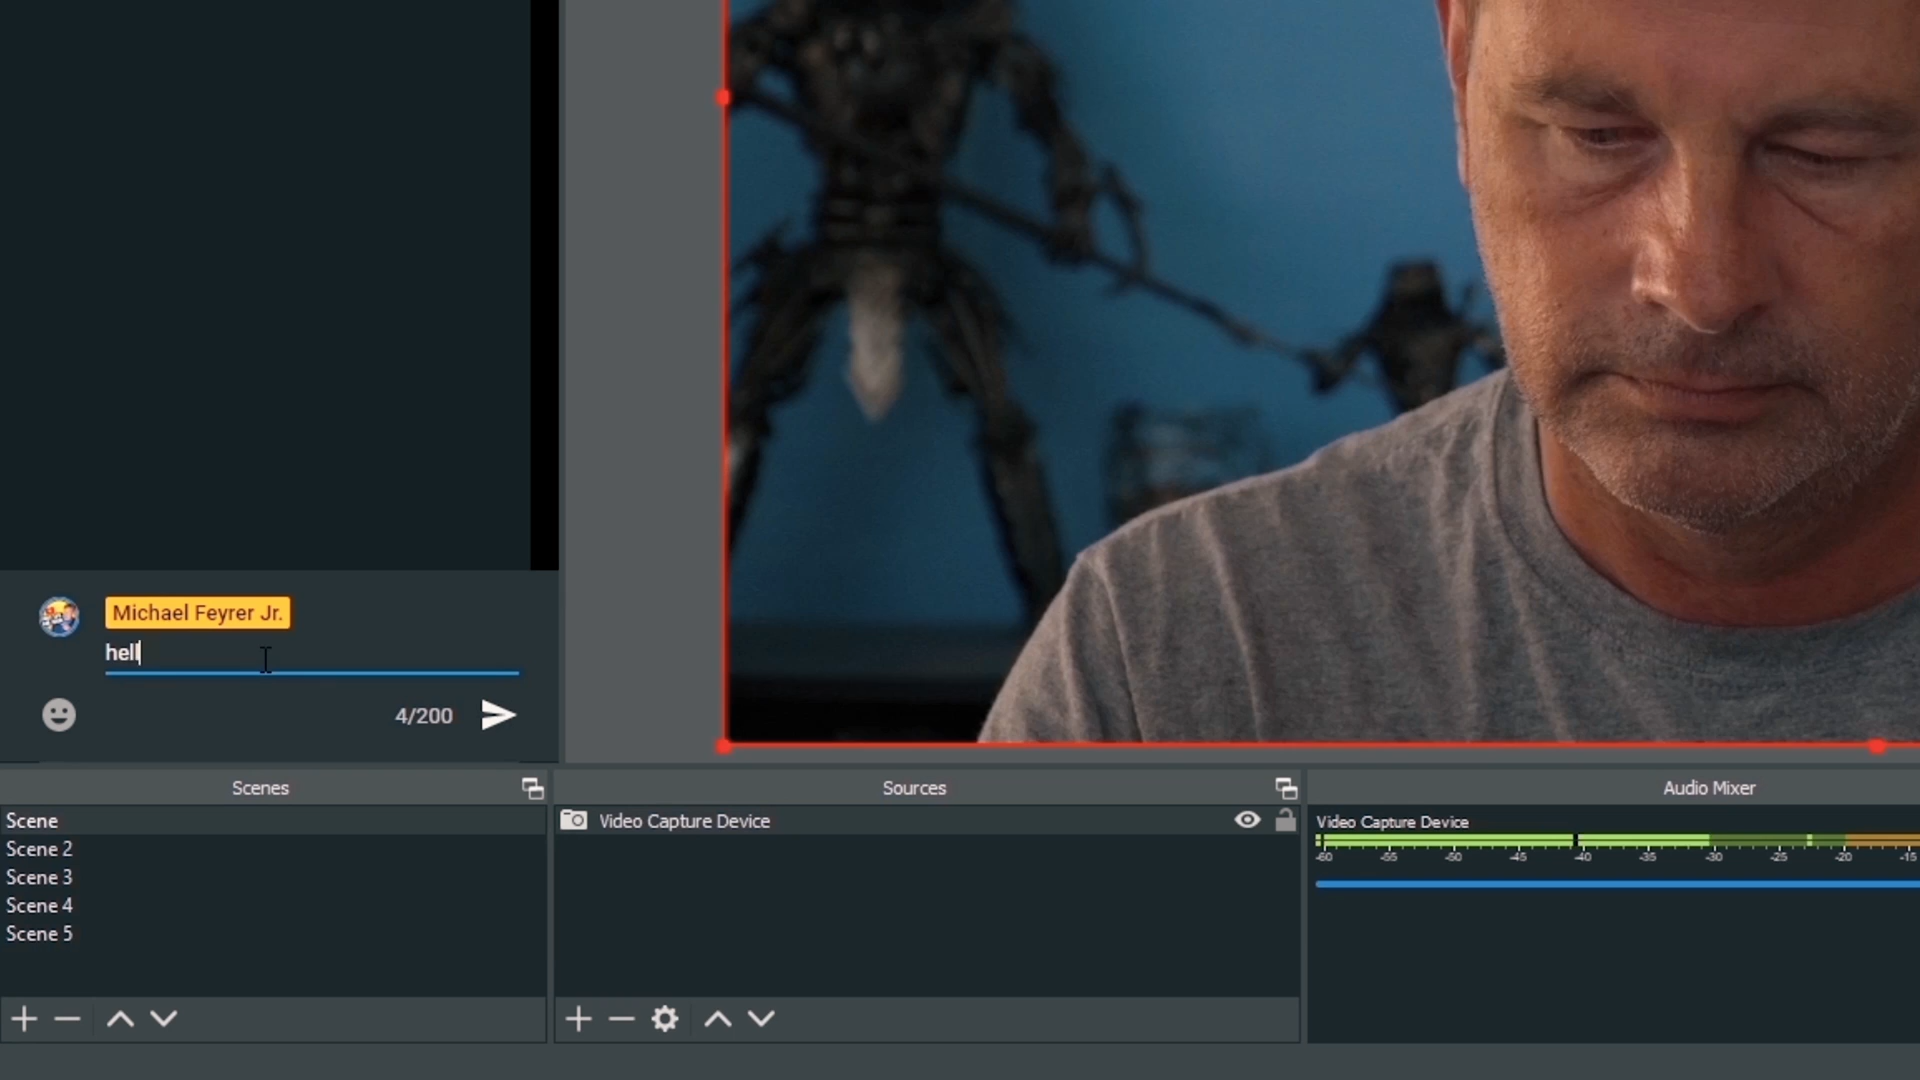 Michael Feyrer Jr.
hell
4/200
Scenes
Sources
Audio Mixer
Scene
Scene 2
Scene 3
Scene 4
Scene 5
Video Capture Device
Video Capture Device
-60 -55 -50 -45 -40 -35 -30 -25 -20 -15